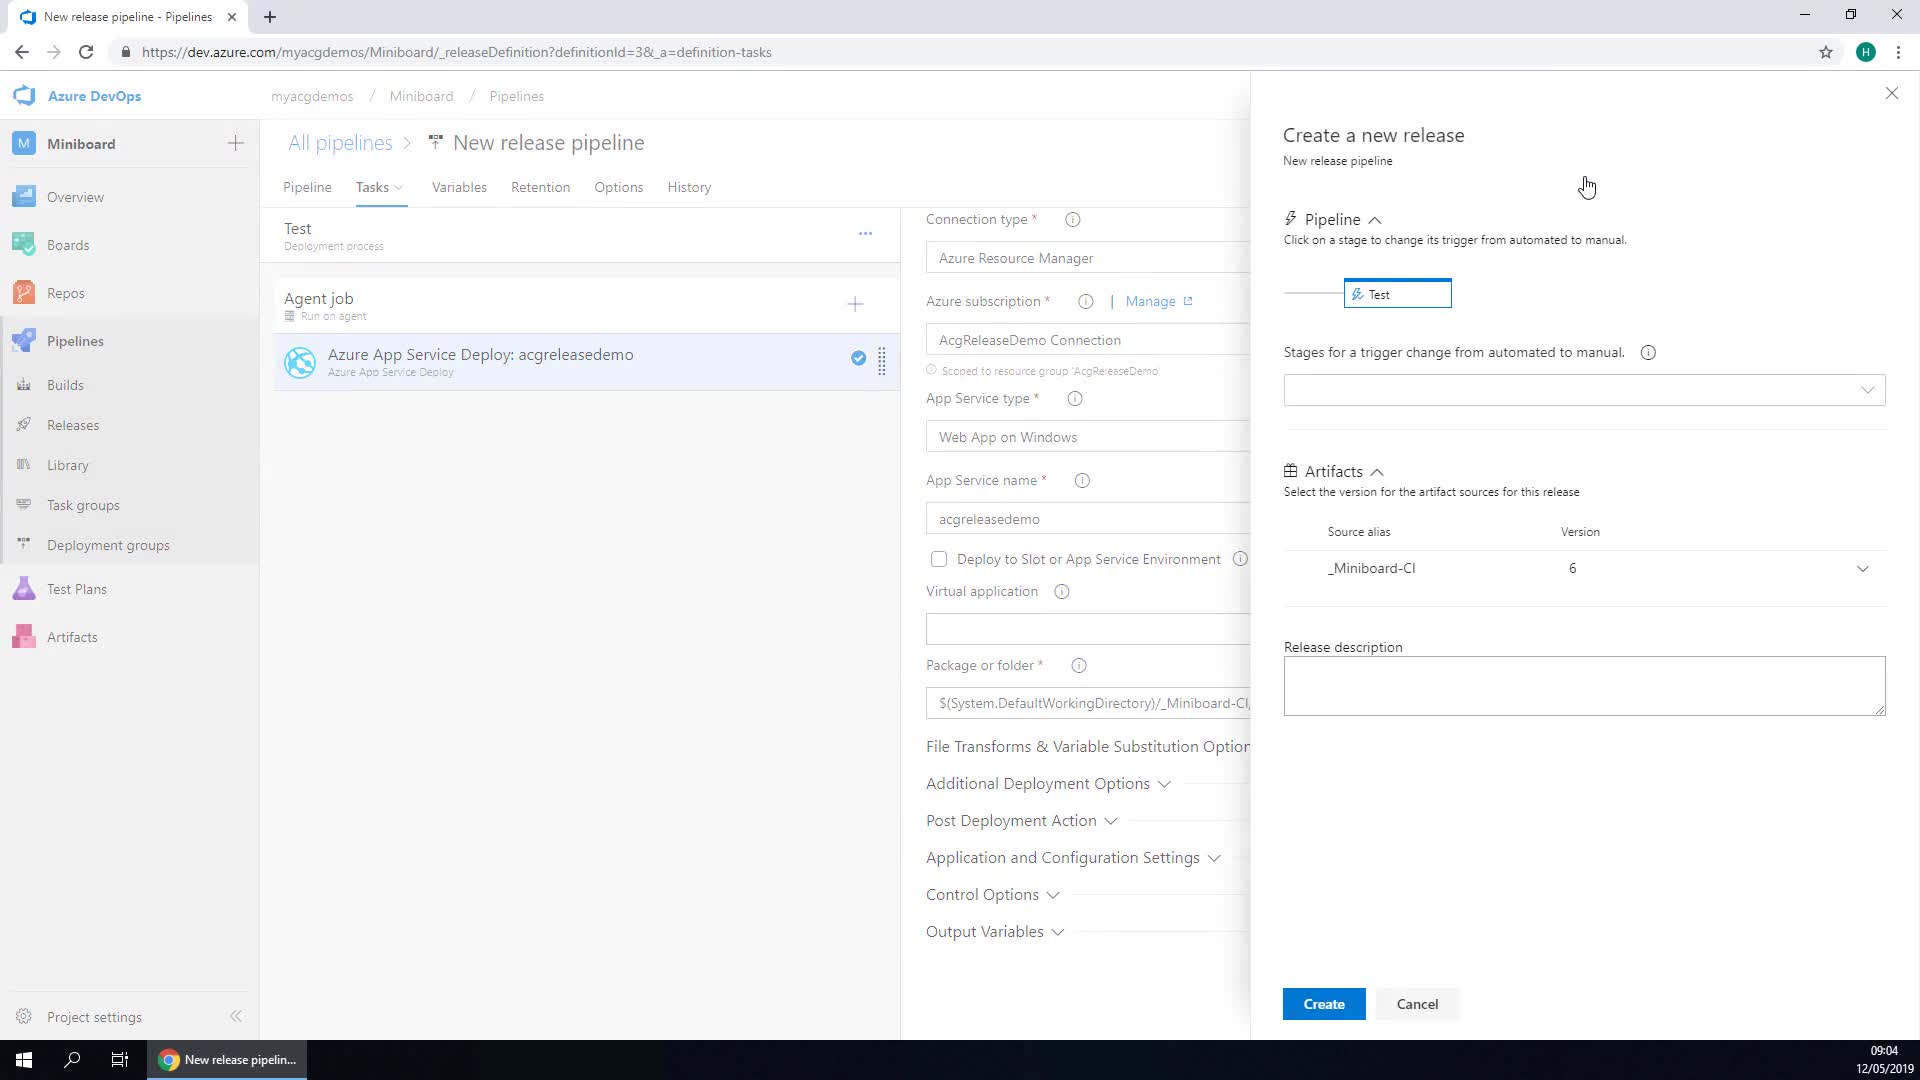 New release pipeline - Pipelines
https://dev.azure.com/myacgdemos/Miniboard/_releaseDefinition?definitionId=3&_a=definition-tasks
H
Azure DevOps
myacgdemos / Miniboard / Pipelines
M Miniboard
Overview
Boards
Repos
Pipelines
Builds
Releases
Library
Task groups
Deployment groups
Test Plans
Artifacts
Project settings
All pipelines > New release pipeline
Pipeline Tasks Variables Retention Options History
Test
Deployment process
Agent job
Run on agent
Azure App Service Deploy: acgreleasedemo
Azure App Service Deploy
Connection type *
Azure Resource Manager
Azure subscription * | Manage
AcgReleaseDemo Connection
Scoped to resource group 'AcgReleaseDemo
App Service type *
Web App on Windows
App Service name *
acgreleasedemo
Deploy to Slot or App Service Environment
Virtual application
Package or folder *
$(System.DefaultWorkingDirectory)/_Miniboard-CI/
File Transforms & Variable Substitution Option
Additional Deployment Options
Post Deployment Action
Application and Configuration Settings
Control Options
Output Variables
Create a new release
New release pipeline
Pipeline
Click on a stage to change its trigger from automated to manual.
Test
Stages for a trigger change from automated to manual.
Artifacts
Select the version for the artifact sources for this release
Source alias Version
_Miniboard-CI 6
Release description
Create Cancel
New release pipelin...
09:04
12/05/2019